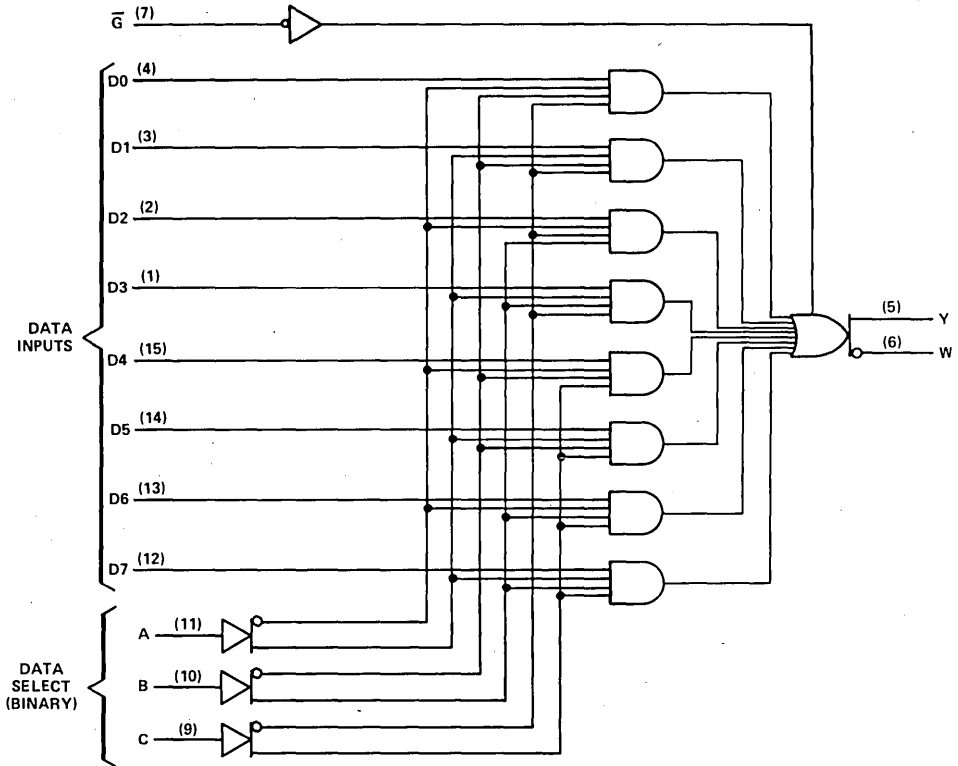 G̅ (7)
D0 (4)
D1 (3)
D2 (2)
D3 (1)
DATA
INPUTS
D4 (15)
D5 (14)
D6 (13)
D7 (12)
(5) Y
(6) W
DATA
SELECT
(BINARY)
A (11)
B (10)
C (9)